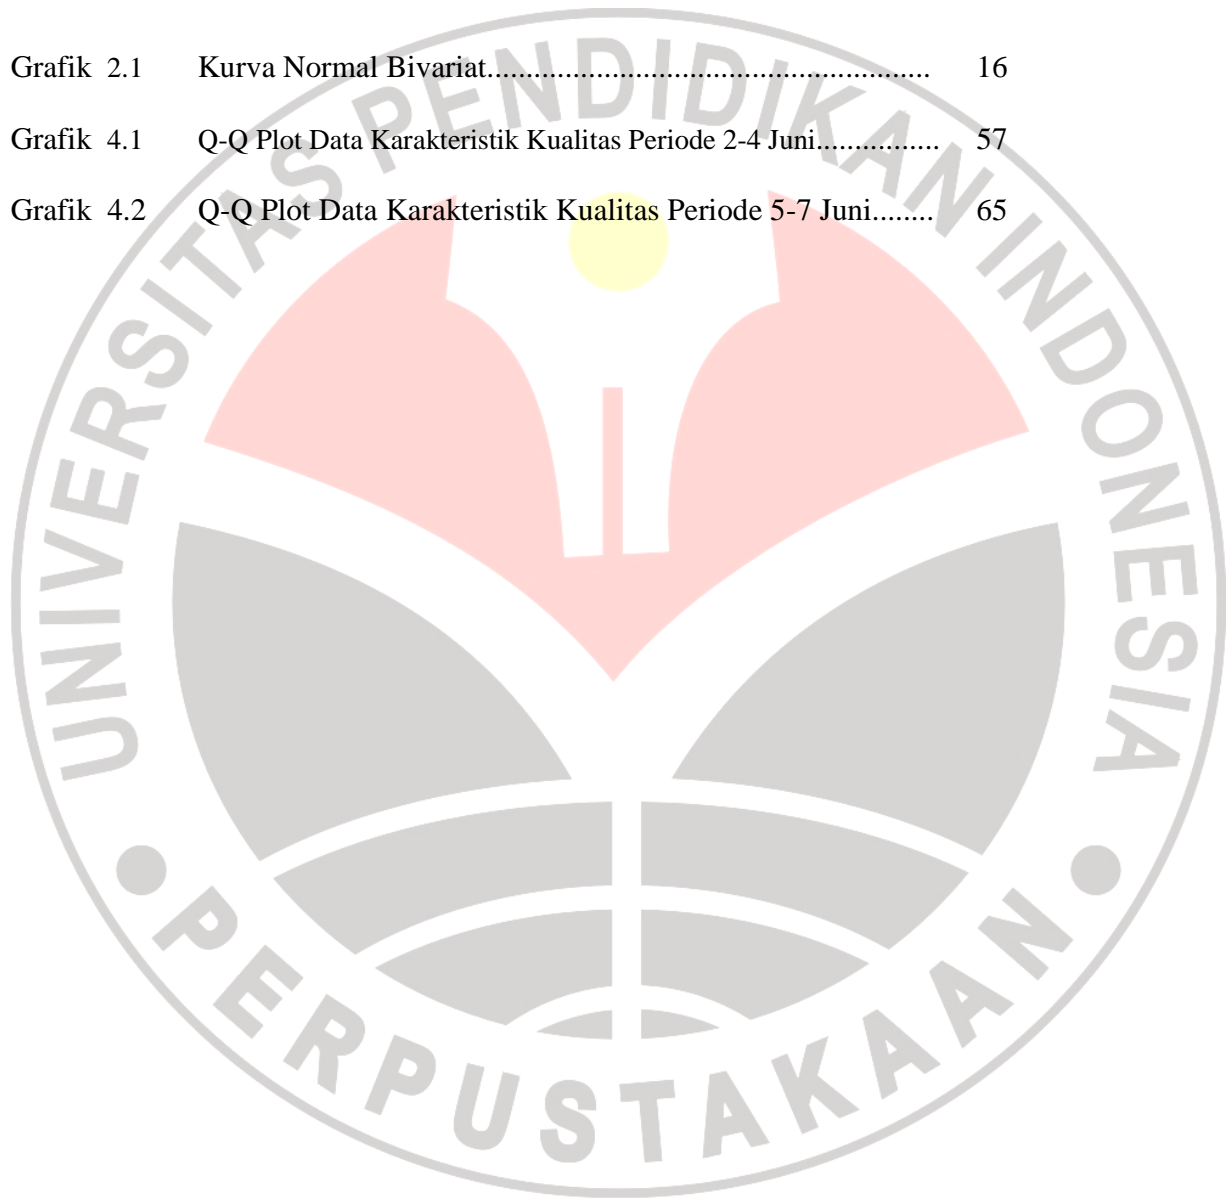 Grafik 2.1 Kurva Normal Bivariat......................................................... 16
Grafik 4.1 Q-Q Plot Data Karakteristik Kualitas Periode 2-4 Juni................ 57
Grafik 4.2 Q-Q Plot Data Karakteristik Kualitas Periode 5-7 Juni........ 65
UNIVERSITAS PENDIDIKAN INDONESIA
PERPUSTAKAAN